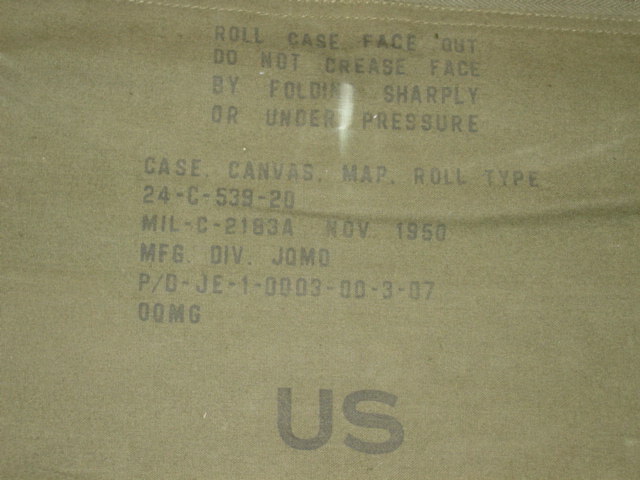 ROLL CASE FACE OUT
DO NOT CREASE FACE
BY FOLDING SHARPLY
OR UNDER PRESSURE
CASE, CANVAS, MAP, ROLL TYPE
24-C-539-20
MIL-C-2183A NOV. 1950
MFG. DIV. JQMD
P/D-JE-1-0003-00-3-07
OQMG
US